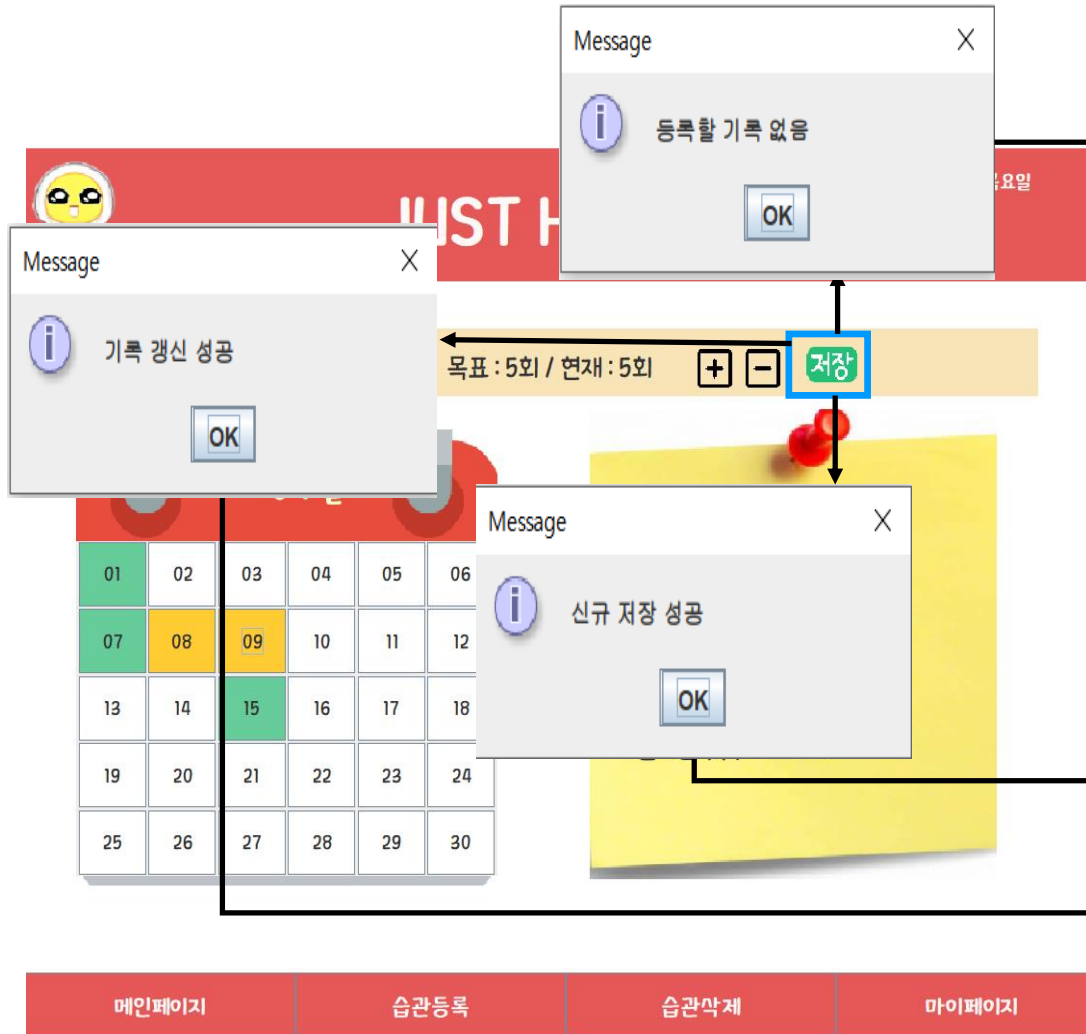 Message X
등록할 기록 없음
OK
요일
JUST H
Message X
기록 갱신 성공
OK
목표 : 5회 / 현재 : 5회 + − 저장
Message X
신규 저장 성공
OK
01 02 03 04 05 06
07 08 09 10 11 12
13 14 15 16 17 18
19 20 21 22 23 24
25 26 27 28 29 30
메인페이지 습관등록 습관삭제 마이페이지